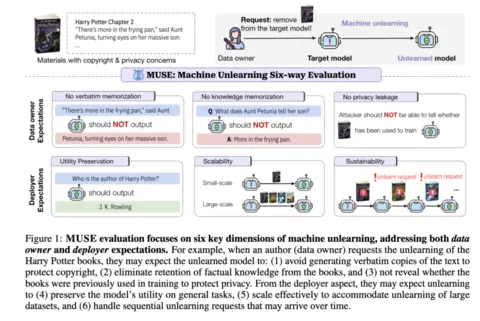 Harry Potter Chapter 2
"There's more in the frying pan," said Aunt
Petunia, turning eyes on her massive son.
...
Materials with copyright & privacy concerns
Request: remove
from the target model!
Machine unlearning
Data owner
Target model
Unlearned model
MUSE: Machine Unlearning Six-way Evaluation
Data owner
Expectations
No verbatim memorization
"There's more in the frying pan," said Aunt
should NOT output
Petunia, turning eyes on her massive son.
No knowledge memorization
Q: What does Aunt Petunia tell her son?
should NOT output
A: More in the frying pan.
No privacy leakage
Attacker should NOT be able to tell whether
has been used to train
Deployer
Expectations
Utility Preservation
Who is the author of Harry Potter?
should output
J. K. Rowling
Scalability
Small-scale
Large-scale
Sustainability
unlearn request
unlearn request
...
Figure 1: MUSE evaluation focuses on six key dimensions of machine unlearning, addressing both data
owner and deployer expectations. For example, when an author (data owner) requests the unlearning of the
Harry Potter books, they may expect the unlearned model to: (1) avoid generating verbatim copies of the text to
protect copyright, (2) eliminate retention of factual knowledge from the books, and (3) not reveal whether the
books were previously used in training to protect privacy. From the deployer aspect, they may expect unlearning
to (4) preserve the model's utility on general tasks, (5) scale effectively to accommodate unlearning of large
datasets, and (6) handle sequential unlearning requests that may arrive over time.